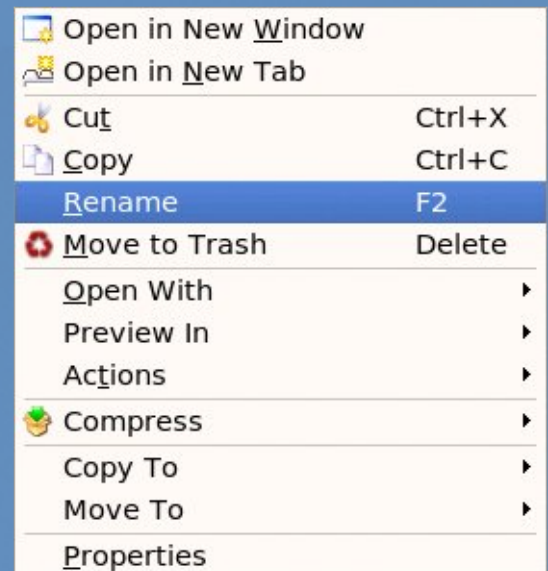 Open in New Window
Open in New Tab
Cut Ctrl+X
Copy Ctrl+C
Rename F2
Move to Trash Delete
Open With
Preview In
Actions
Compress
Copy To
Move To
Properties